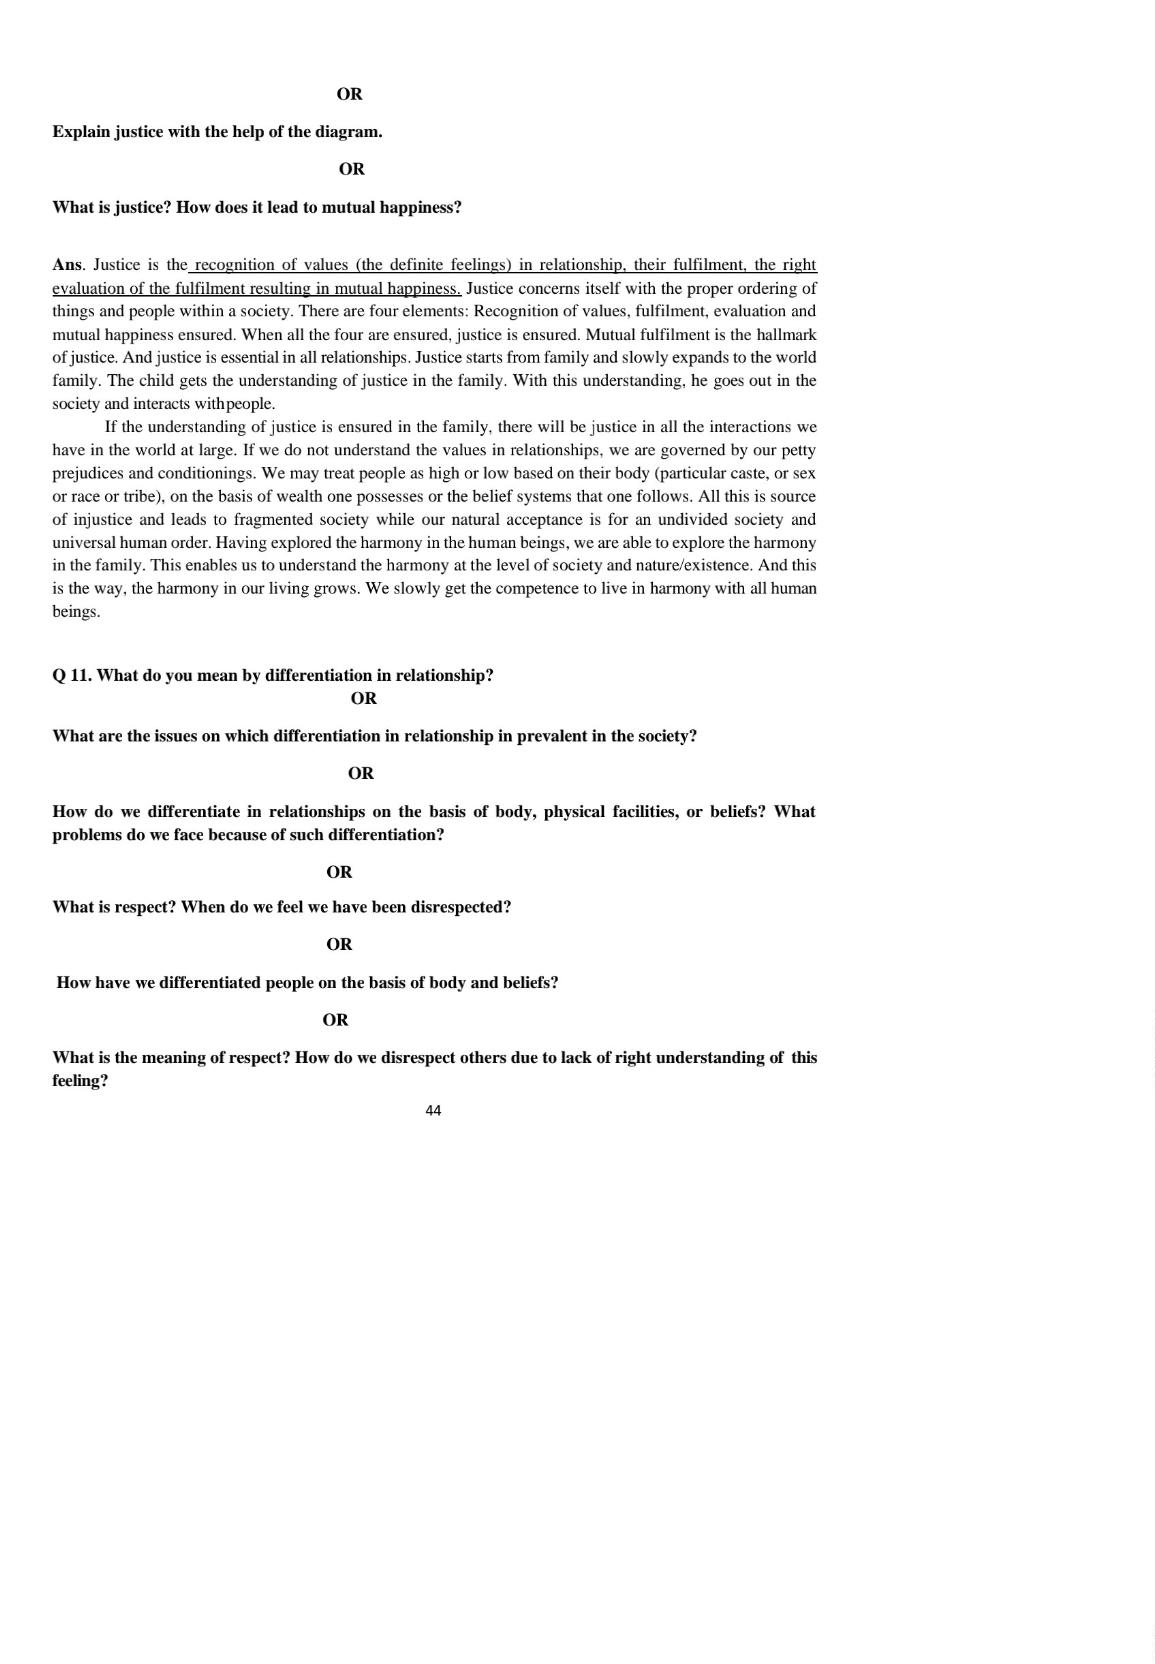 OR
Explain justice with the help of the diagram.
OR
What is justice? How does it lead to mutual happiness?
Ans. Justice is the recognition of values (the definite feelings) in relationship, their fulfilment, the right
evaluation of the fulfilment resulting in mutual happiness. Justice concerns itself with the proper ordering of
things and people within a society. There are four elements: Recognition of values, fulfilment, evaluation and
mutual happiness ensured. When all the four are ensured, justice is ensured. Mutual fulfilment is the hallmark
of justice. And justice is essential in all relationships. Justice starts from family and slowly expands to the world
family. The child gets the understanding of justice in the family. With this understanding, he goes out in the
society and interacts withpeople.
If the understanding of justice is ensured in the family, there will be justice in all the interactions we
have in the world at large. If we do not understand the values in relationships, we are governed by our petty
prejudices and conditionings. We may treat people as high or low based on their body (particular caste, or sex
or race or tribe), on the basis of wealth one possesses or the belief systems that one follows. All this is source
of injustice and leads to fragmented society while our natural acceptance is for an undivided society and
universal human order. Having explored the harmony in the human beings, we are able to explore the harmony
in the family. This enables us to understand the harmony at the level of society and nature/existence. And this
is the way, the harmony in our living grows. We slowly get the competence to live in harmony with all human
beings.
Q 11. What do you mean by differentiation in relationship?
OR
What are the issues on which differentiation in relationship in prevalent in the society?
OR
How do we differentiate in relationships on the basis of body, physical facilities, or beliefs? What
problems do we face because of such differentiation?
OR
What is respect? When do we feel we have been disrespected?
OR
How have we differentiated people on the basis of body and beliefs?
OR
What is the meaning of respect? How do we disrespect others due to lack of right understanding of this
feeling?
44